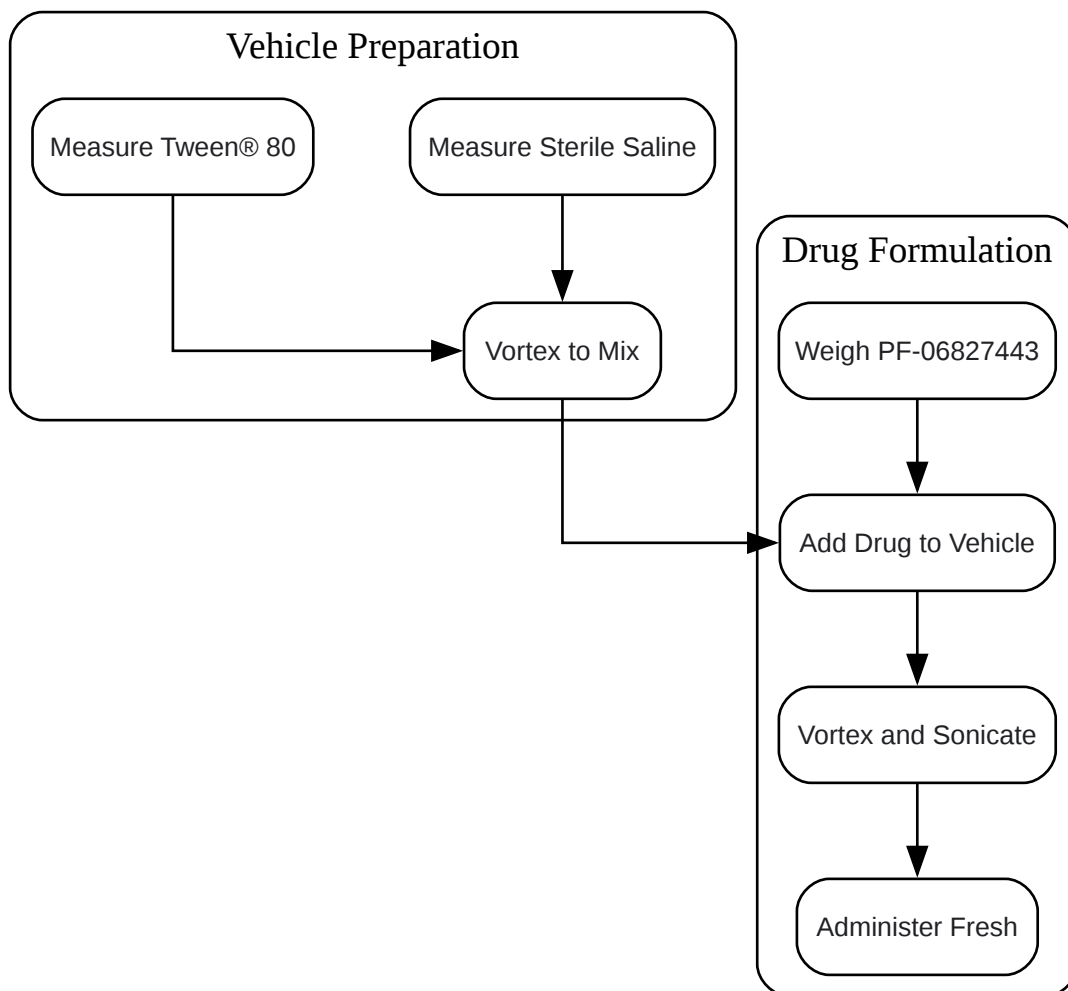 Vehicle Preparation
Measure Tween® 80
Measure Sterile Saline
Vortex to Mix
Drug Formulation
Weigh PF-06827443
Add Drug to Vehicle
Vortex and Sonicate
Administer Fresh